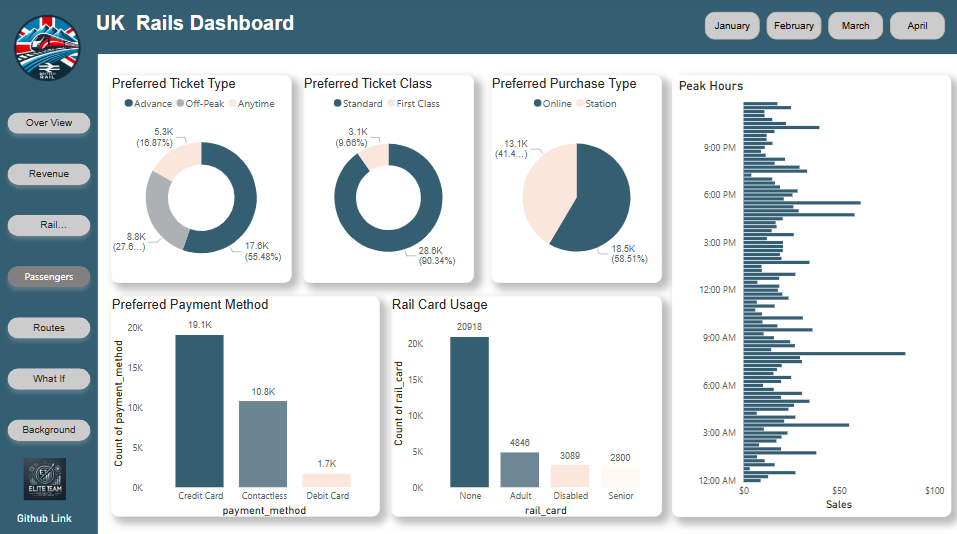 UK Rails Dashboard
January
February
March
April
BRITISH
RAIL
Over View
Revenue
Rail...
Passengers
Routes
What If
Background
ELITE TEAM
Github Link
Preferred Ticket Type
Advance Off-Peak Anytime
5.3K
(16.87%)
8.8K
(27.6...)
17.6K
(55.48%)
Preferred Ticket Class
Standard First Class
3.1K
(9.66%)
28.6K
(90.34%)
Preferred Purchase Type
Online Station
13.1K
(41.4...)
18.5K
(58.51%)
Preferred Payment Method
Count of payment_method
20K
15K
10K
5K
0K
19.1K
10.8K
1.7K
Credit Card Contactless Debit Card
payment_method
Rail Card Usage
Count of rail_card
20K
15K
10K
5K
0K
20918
4846
3089
2800
None Adult Disabled Senior
rail_card
Peak Hours
9:00 PM
6:00 PM
3:00 PM
12:00 PM
9:00 AM
6:00 AM
3:00 AM
12:00 AM
$0 $50 $100
Sales